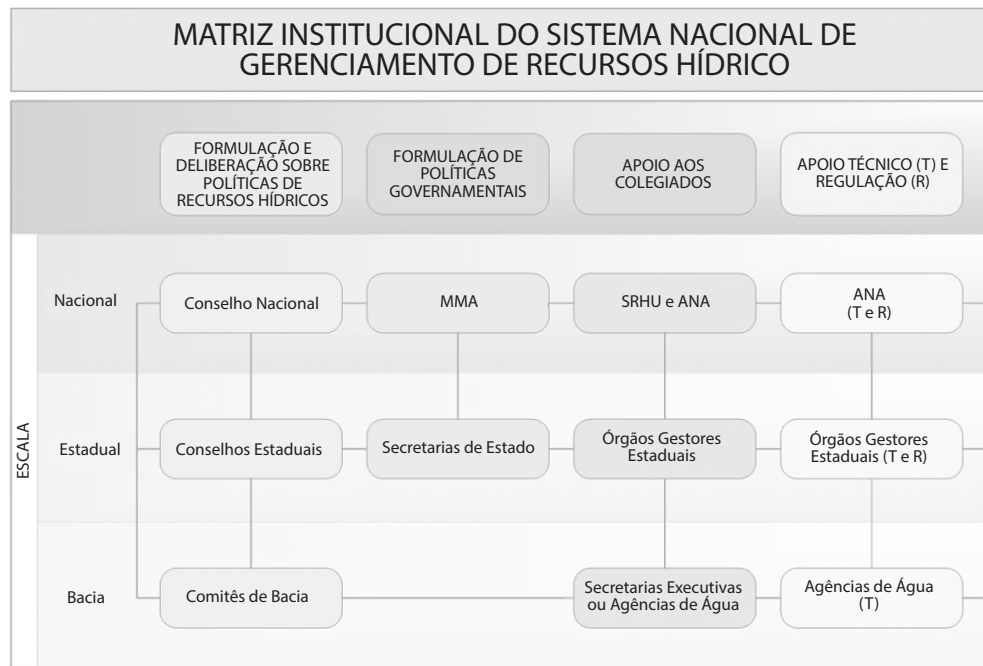 MATRIZ INSTITUCIONAL DO SISTEMA NACIONAL DE
GERENCIAMENTO DE RECURSOS HÍDRICO
FORMULAÇÃO E
DELIBERAÇÃO SOBRE
POLÍTICAS DE
RECURSOS HÍDRICOS
FORMULAÇÃO DE
POLÍTICAS
GOVERNAMENTAIS
APOIO AOS
COLEGIADOS
APOIO TÉCNICO (T) E
REGULAÇÃO (R)
ESCALA
Nacional
Conselho Nacional
MMA
SRHU e ANA
ANA
(T e R)
Estadual
Conselhos Estaduais
Secretarias de Estado
Órgãos Gestores
Estaduais
Órgãos Gestores
Estaduais (T e R)
Bacia
Comitês de Bacia
Secretarias Executivas
ou Agências de Água
Agências de Água
(T)